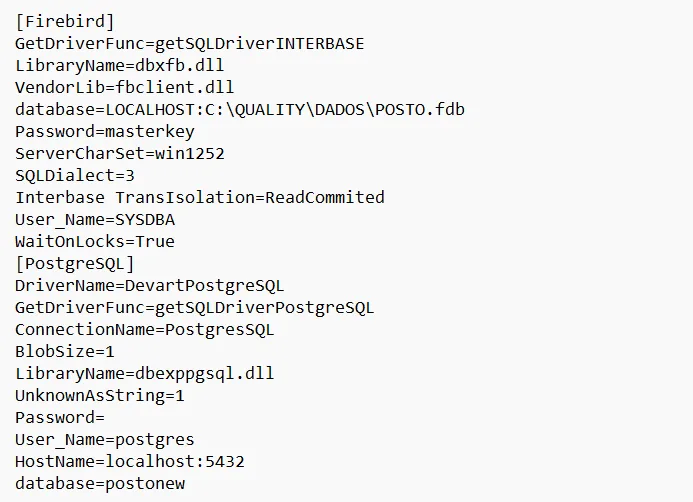 [Firebird]
GetDriverFunc=getSQLDriverINTERBASE
LibraryName=dbxfb.dll
VendorLib=fbclient.dll
database=LOCALHOST:C:\QUALITY\DADOS\POSTO.fdb
Password=masterkey
ServerCharSet=win1252
SQLDialect=3
Interbase TransIsolation=ReadCommited
User_Name=SYSDBA
WaitOnLocks=True
[PostgreSQL]
DriverName=DevartPostgreSQL
GetDriverFunc=getSQLDriverPostgreSQL
ConnectionName=PostgresSQL
BlobSize=1
LibraryName=dbexppgsql.dll
UnknownAsString=1
Password=
User_Name=postgres
HostName=localhost:5432
database=postonew